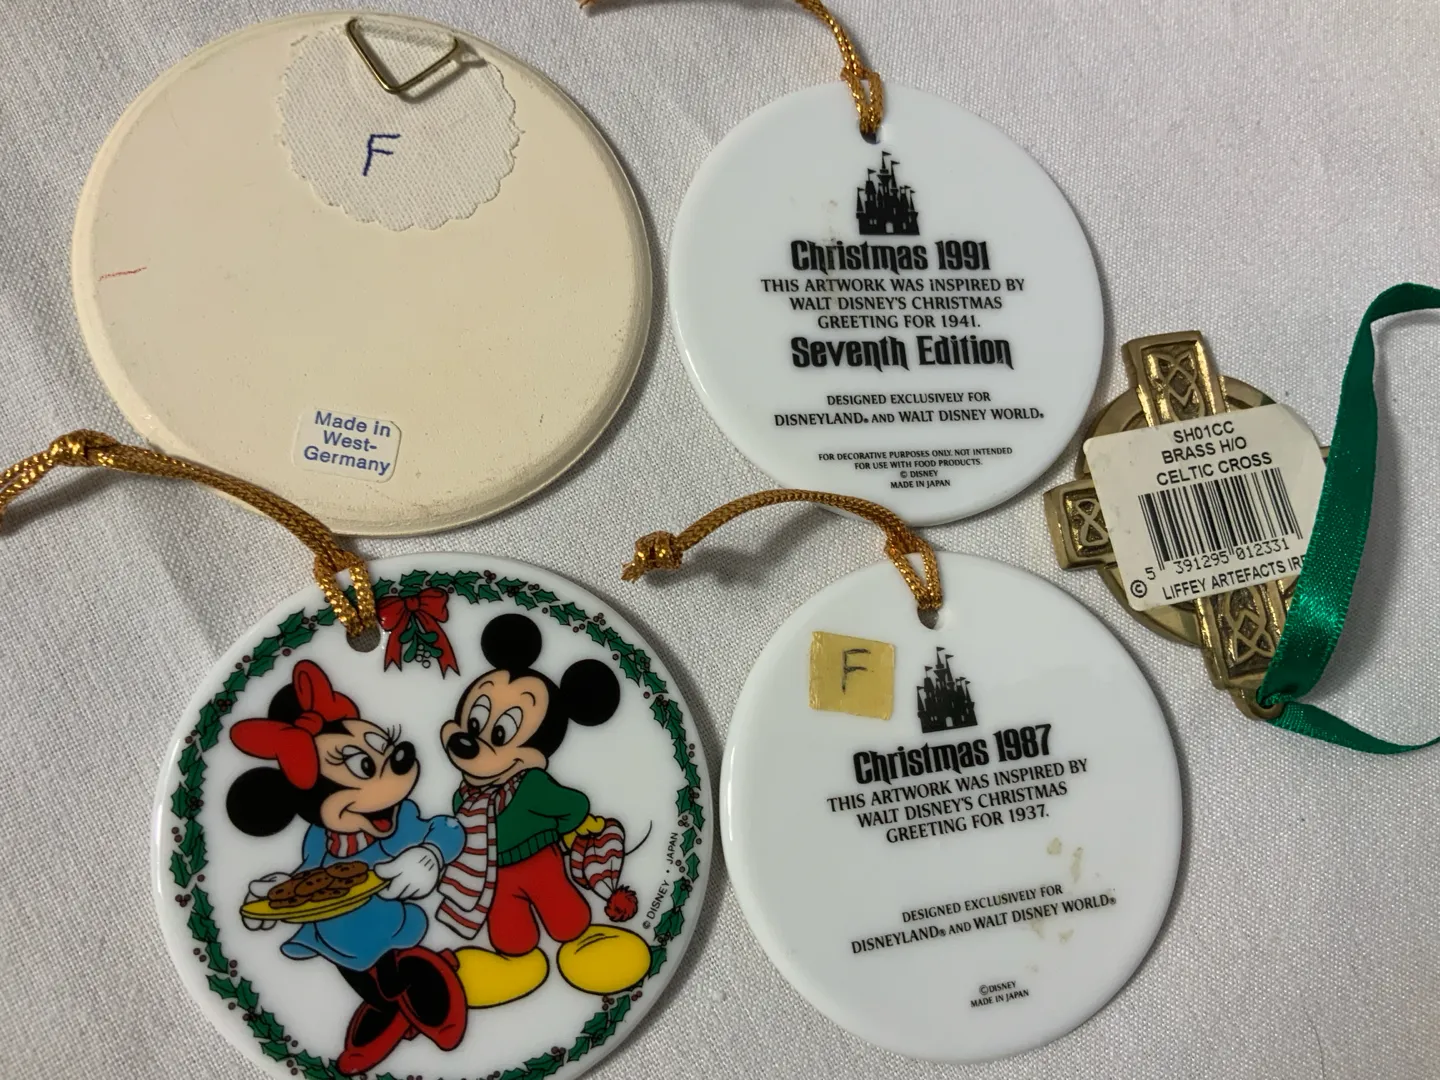 F
Made in
West-
Germany
Christmas 1991
THIS ARTWORK WAS INSPIRED BY
WALT DISNEY'S CHRISTMAS
GREETING FOR 1941.
Seventh Edition
DESIGNED EXCLUSIVELY FOR
DISNEYLAND® AND WALT DISNEY WORLD®
FOR DECORATIVE PURPOSES ONLY. NOT INTENDED
FOR USE WITH FOOD PRODUCTS.
© DISNEY
MADE IN JAPAN
SH01CC
BRASS H/O
CELTIC CROSS
5 391295 012331
© LIFFEY ARTEFACTS
© DISNEY • JAPAN
F
Christmas 1987
THIS ARTWORK WAS INSPIRED BY
WALT DISNEY'S CHRISTMAS
GREETING FOR 1937.
DESIGNED EXCLUSIVELY FOR
DISNEYLAND® AND WALT DISNEY WORLD®
©DISNEY
MADE IN JAPAN